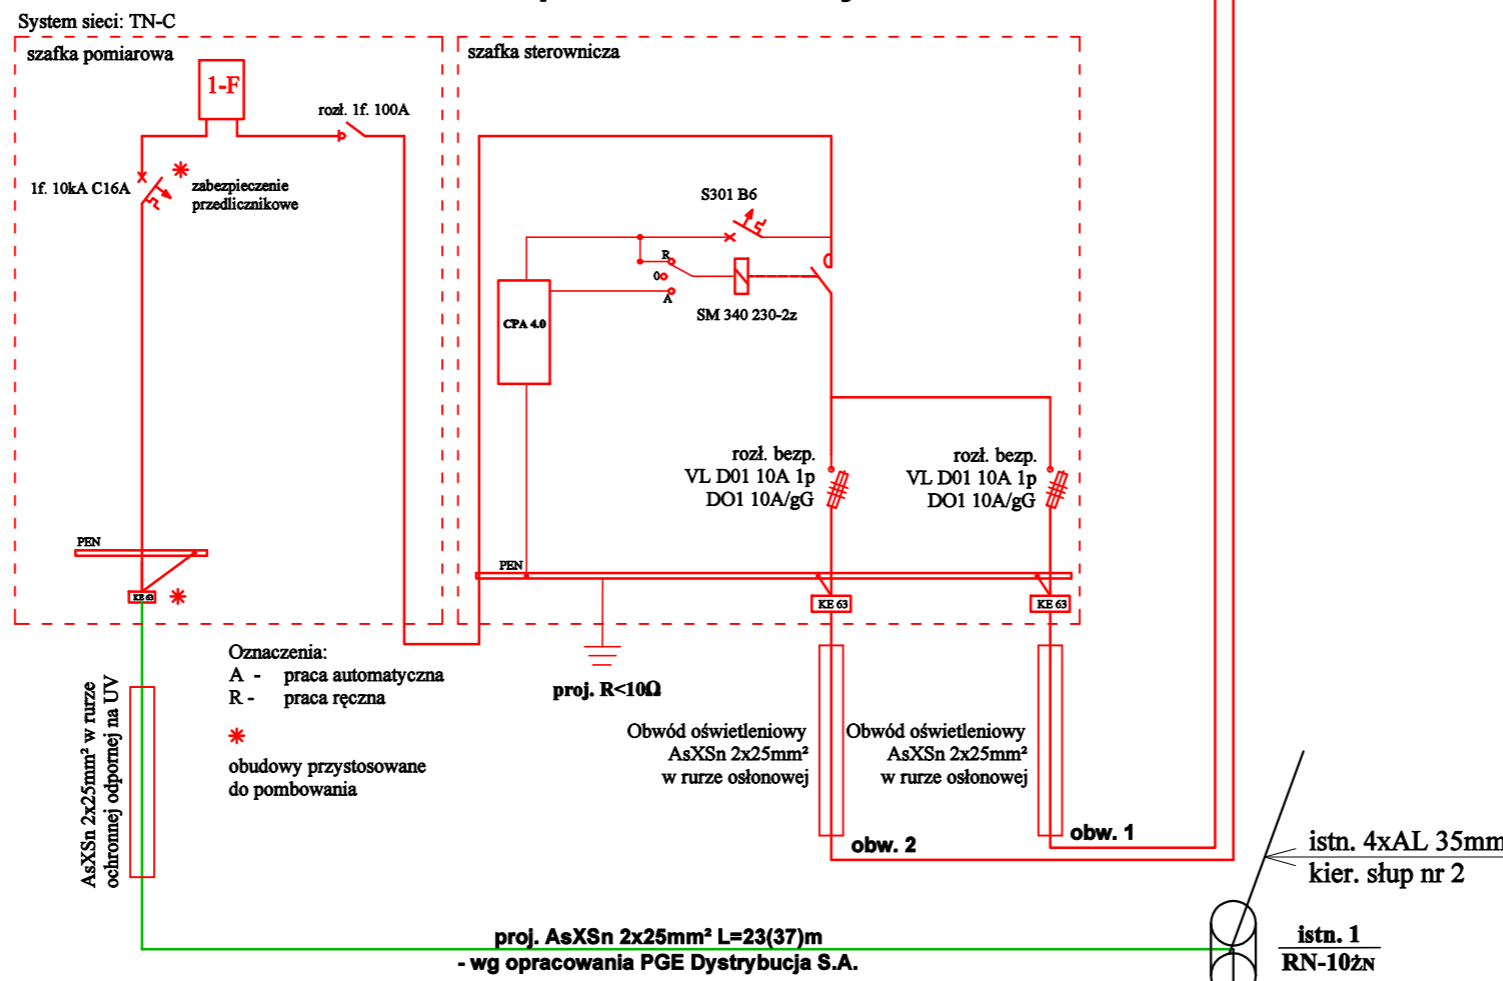 System sieci: TN-C
szafka pomiarowa
szafka sterownicza
1-F
rozł. 1f. 100A
1f. 10kA C16A
zabezpieczenie
przedlicznikowe
S301 B6
R
0
A
CPA 4.0
SM 340 230-2z
rozł. bezp.
VL D01 10A 1p
DO1 10A/gG
rozł. bezp.
VL D01 10A 1p
DO1 10A/gG
PEN
PEN
KE 63
KE 63
KE 63
Oznaczenia:
A - praca automatyczna
R - praca ręczna
obudowy przystosowane
do pombowania
proj. R<10Ω
AsXSn 2x25mm² w rurze
ochronnej odpornej na UV
Obwód oświetleniowy
AsXSn 2x25mm²
w rurze osłonowej
Obwód oświetleniowy
AsXSn 2x25mm²
w rurze osłonowej
obw. 2
obw. 1
istn. 4xAL 35mm
kier. słup nr 2
proj. AsXSn 2x25mm² L=23(37)m
- wg opracowania PGE Dystrybucja S.A.
istn. 1
RN-10ŻN